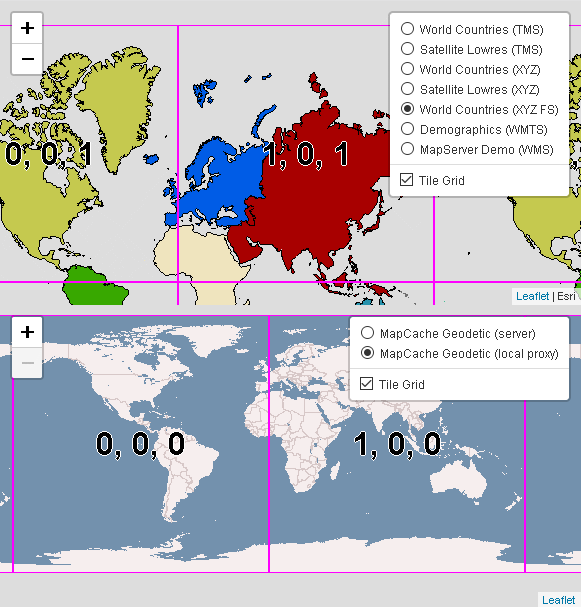 +
−
World Countries (TMS)
Satellite Lowres (TMS)
World Countries (XYZ)
Satellite Lowres (XYZ)
World Countries (XYZ FS)
Demographics (WMTS)
MapServer Demo (WMS)
Tile Grid
0, 0, 1
1, 0, 1
Leaflet | Esri
+
−
MapCache Geodetic (server)
MapCache Geodetic (local proxy)
Tile Grid
0, 0, 0
1, 0, 0
Leaflet